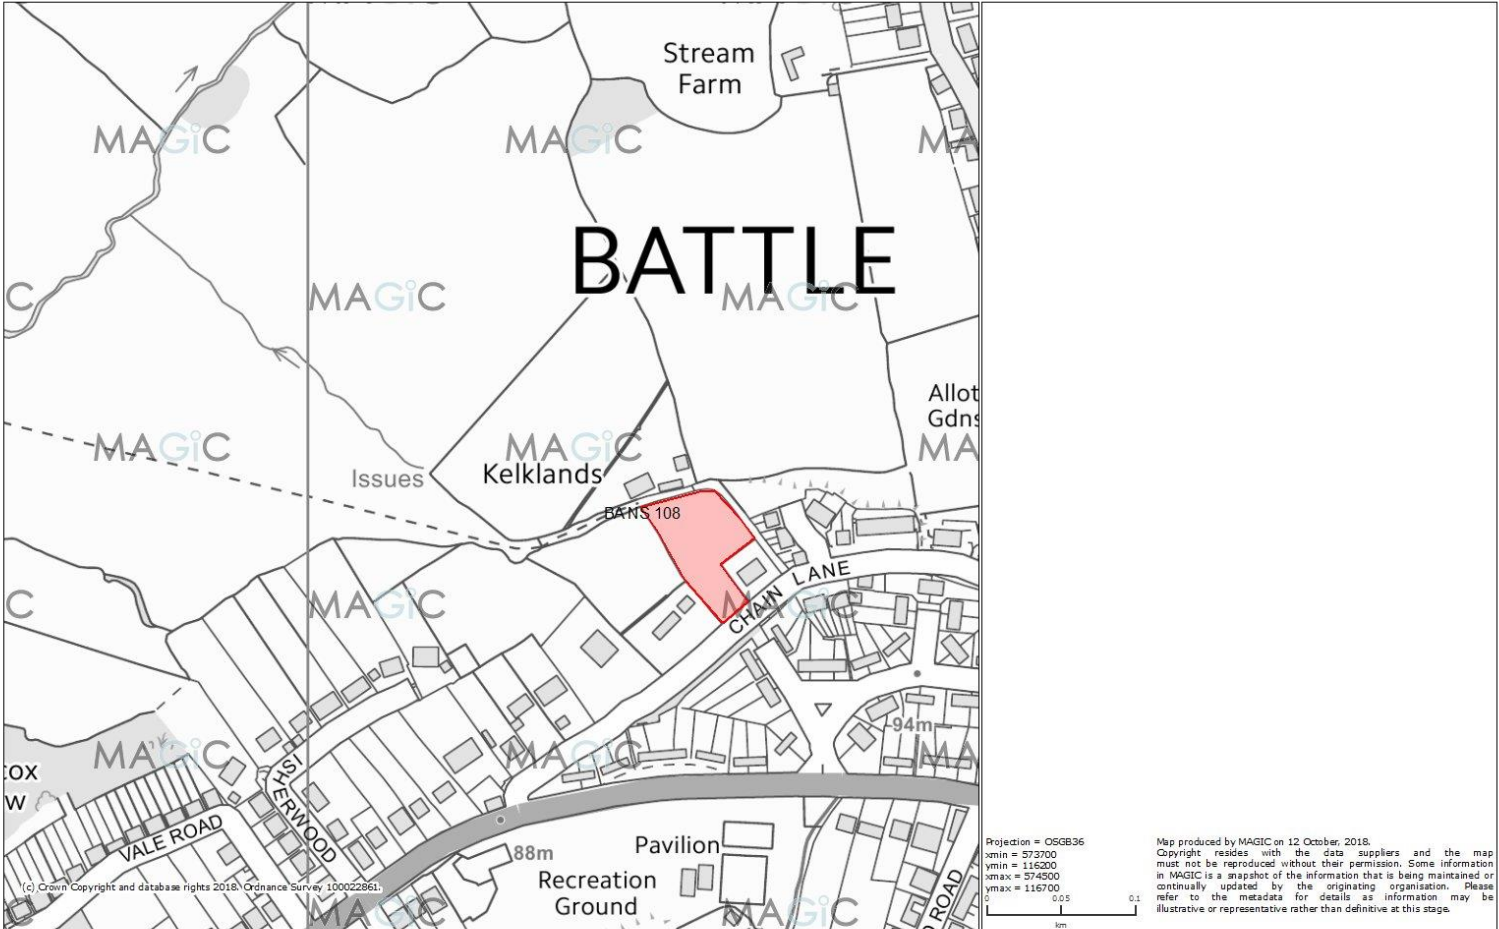 Stream
Farm
MAGiC
MAGiC
BATTLE
MAGiC
MAGiC
Allot
Gdns
MAGiC
MAGiC
Issues
Kelklands
BANS 108
CHAIN LANE
MAGiC
MAGiC
94m
MAGiC
MAGiC
VALE ROAD
Pavilion
88m
Recreation
Ground
(c) Crown Copyright and database rights 2018. Ordnance Survey 100022861.
MAGiC
MAGiC
Projection = OSGB36
xmin = 573700
ymin = 116200
xmax = 574500
ymax = 116700
0 0.05 0.1
km
Map produced by MAGIC on 12 October, 2018.
Copyright resides with the data suppliers and the map
must not be reproduced without their permission. Some information
in MAGIC is a snapshot of the information that is being maintained or
continually updated by the originating organisation. Please
refer to the metadata for details as information may be
illustrative or representative rather than definitive at this stage.